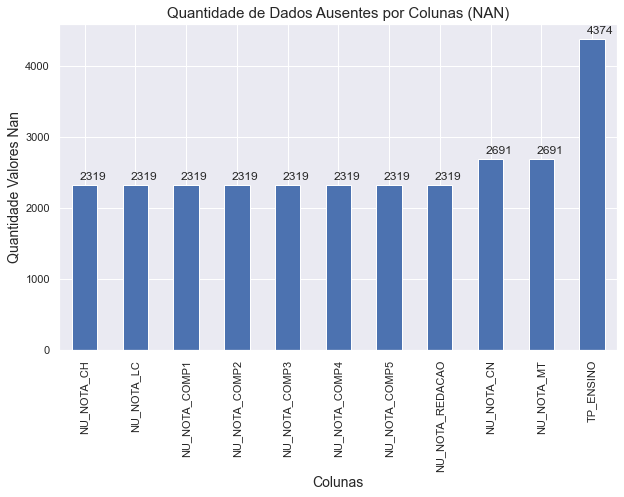 Quantidade de Dados Ausentes por Colunas (NAN)
Quantidade Valores Nan
4000
3000
2000
1000
0
2319
2319
2319
2319
2319
2319
2319
2319
2691
2691
4374
NU_NOTA_CH
NU_NOTA_LC
NU_NOTA_COMP1
NU_NOTA_COMP2
NU_NOTA_COMP3
NU_NOTA_COMP4
NU_NOTA_COMP5
NU_NOTA_REDACAO
NU_NOTA_CN
NU_NOTA_MT
TP_ENSINO
Colunas